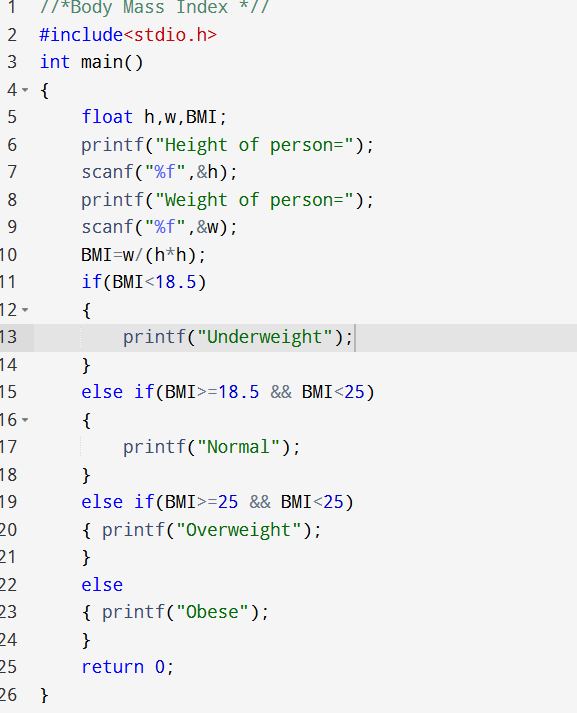 1 //*Body Mass Index *//
2 #include<stdio.h>
3 int main()
4 {
5 float h,w,BMI;
6 printf("Height of person=");
7 scanf("%f",&h);
8 printf("Weight of person=");
9 scanf("%f",&w);
10 BMI=w/(h*h);
11 if(BMI<18.5)
12 {
13 printf("Underweight");
14 }
15 else if(BMI>=18.5 && BMI<25)
16 {
17 printf("Normal");
18 }
19 else if(BMI>=25 && BMI<25)
20 { printf("Overweight");
21 }
22 else
23 { printf("Obese");
24 }
25 return 0;
26 }